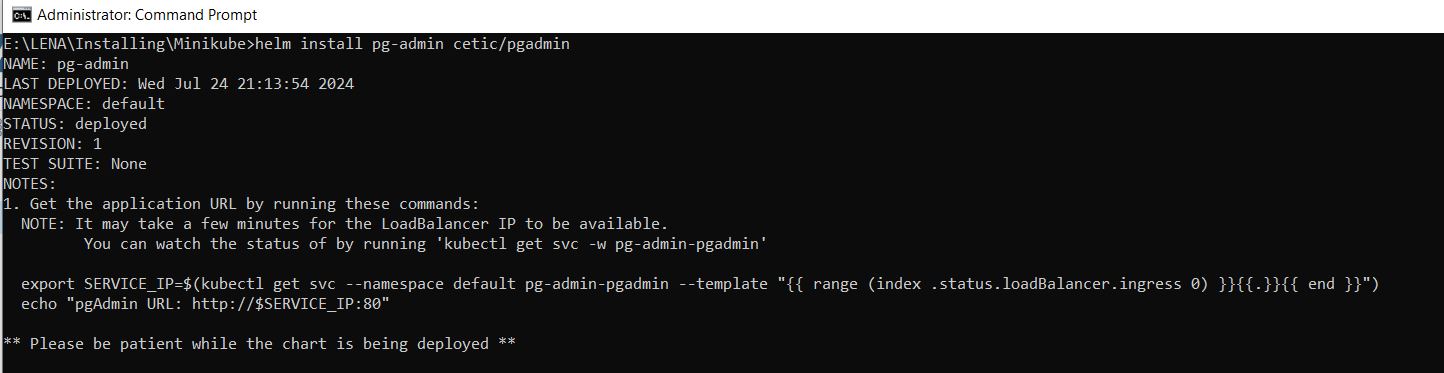 Administrator: Command Prompt
E:\LENA\Installing\Minikube>helm install pg-admin cetic/pgadmin
NAME: pg-admin
LAST DEPLOYED: Wed Jul 24 21:13:54 2024
NAMESPACE: default
STATUS: deployed
REVISION: 1
TEST SUITE: None
NOTES:
1. Get the application URL by running these commands:
  NOTE: It may take a few minutes for the LoadBalancer IP to be available.
         You can watch the status of by running 'kubectl get svc -w pg-admin-pgadmin'

  export SERVICE_IP=$(kubectl get svc --namespace default pg-admin-pgadmin --template "{{ range (index .status.loadBalancer.ingress 0) }}{{.}}{{ end }}")
  echo "pgAdmin URL: http://$SERVICE_IP:80"

** Please be patient while the chart is being deployed **